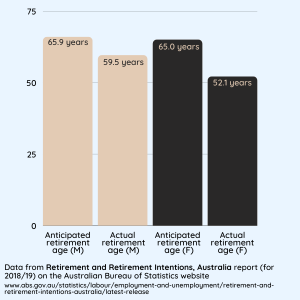 75
65.9 years
65.0 years
59.5 years
52.1 years
50
25
0
Anticipated retirement age (M)
Actual retirement age (M)
Anticipated retirement age (F)
Actual retirement age (F)
Data from Retirement and Retirement Intentions, Australia report (for
2018/19) on the Australian Bureau of Statistics website
www.abs.gov.au/statistics/labour/employment-and-unemployment/retirement-and-
retirement-intentions-australia/latest-release